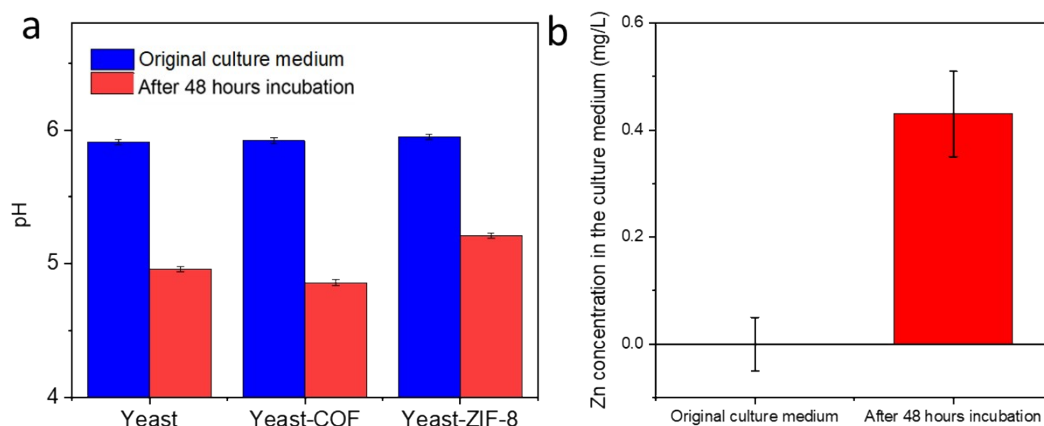 a
Original culture medium
After 48 hours incubation
6
5
4
pH
Yeast
Yeast-COF
Yeast-ZIF-8
b
0.6
0.4
0.2
0.0
Zn concentration in the culture medium (mg/L)
Original culture medium
After 48 hours incubation